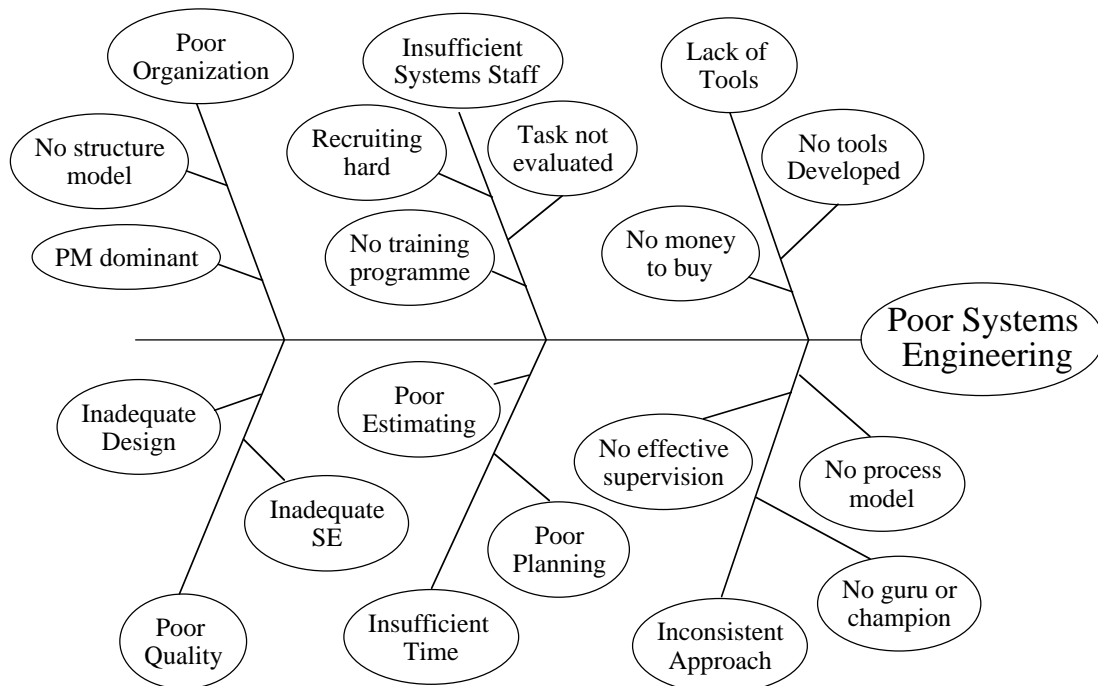 Poor
Organization
Insufficient
Systems Staff
Lack of
Tools
No structure
model
Recruiting
hard
Task not
evaluated
No tools
Developed
PM dominant
No training
programme
No money
to buy
Poor Systems
Engineering
Inadequate
Design
Poor
Estimating
No effective
supervision
No process
model
Inadequate
SE
Poor
Planning
No guru or
champion
Poor
Quality
Insufficient
Time
Inconsistent
Approach